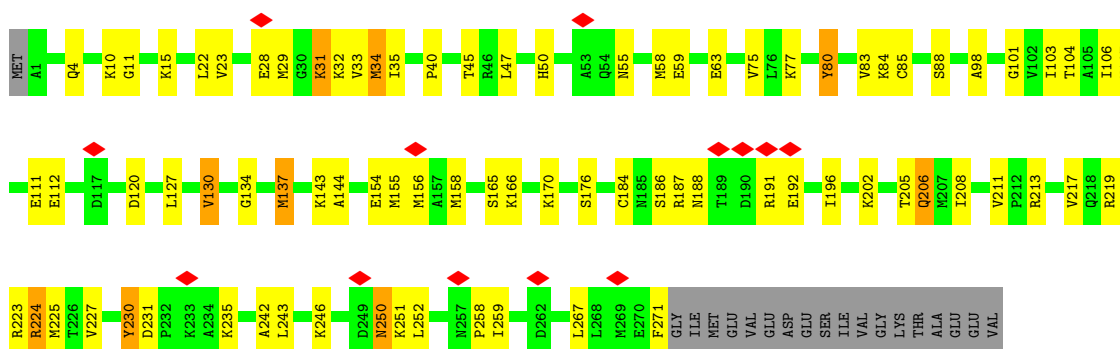 MET A1 Q4 K10 G11 K15 L22 V23 E28 M29 G30 K31 K32 V33 M34 I35 P40 T45 R46 L47 H50 A53 Q54 N55 M58 E59 E63 V75 L76 K77 Y80 V83 K84 C85 S88 A98 G101 V102 I103 T104 A105 I106
E111 E112 D117 D120 L127 V130 G134 M137 K143 A144 E154 M155 M156 A157 M158 S165 K166 K170 S176 C184 N185 S186 R187 N188 T189 D190 R191 E192 I196 K202 T205 Q206 M207 I208 V211 P212 R213 V217 Q218 R219
R223 R224 M225 T226 V227 Y230 D231 P232 K233 A234 K235 A242 L243 K246 D249 N250 K251 L252 N257 P258 I259 D262 L267 L268 M269 E270 F271 GLY ILE MET GLU VAL GLU ASP GLU SER ILE VAL GLY LYS THR ALA GLU GLU VAL